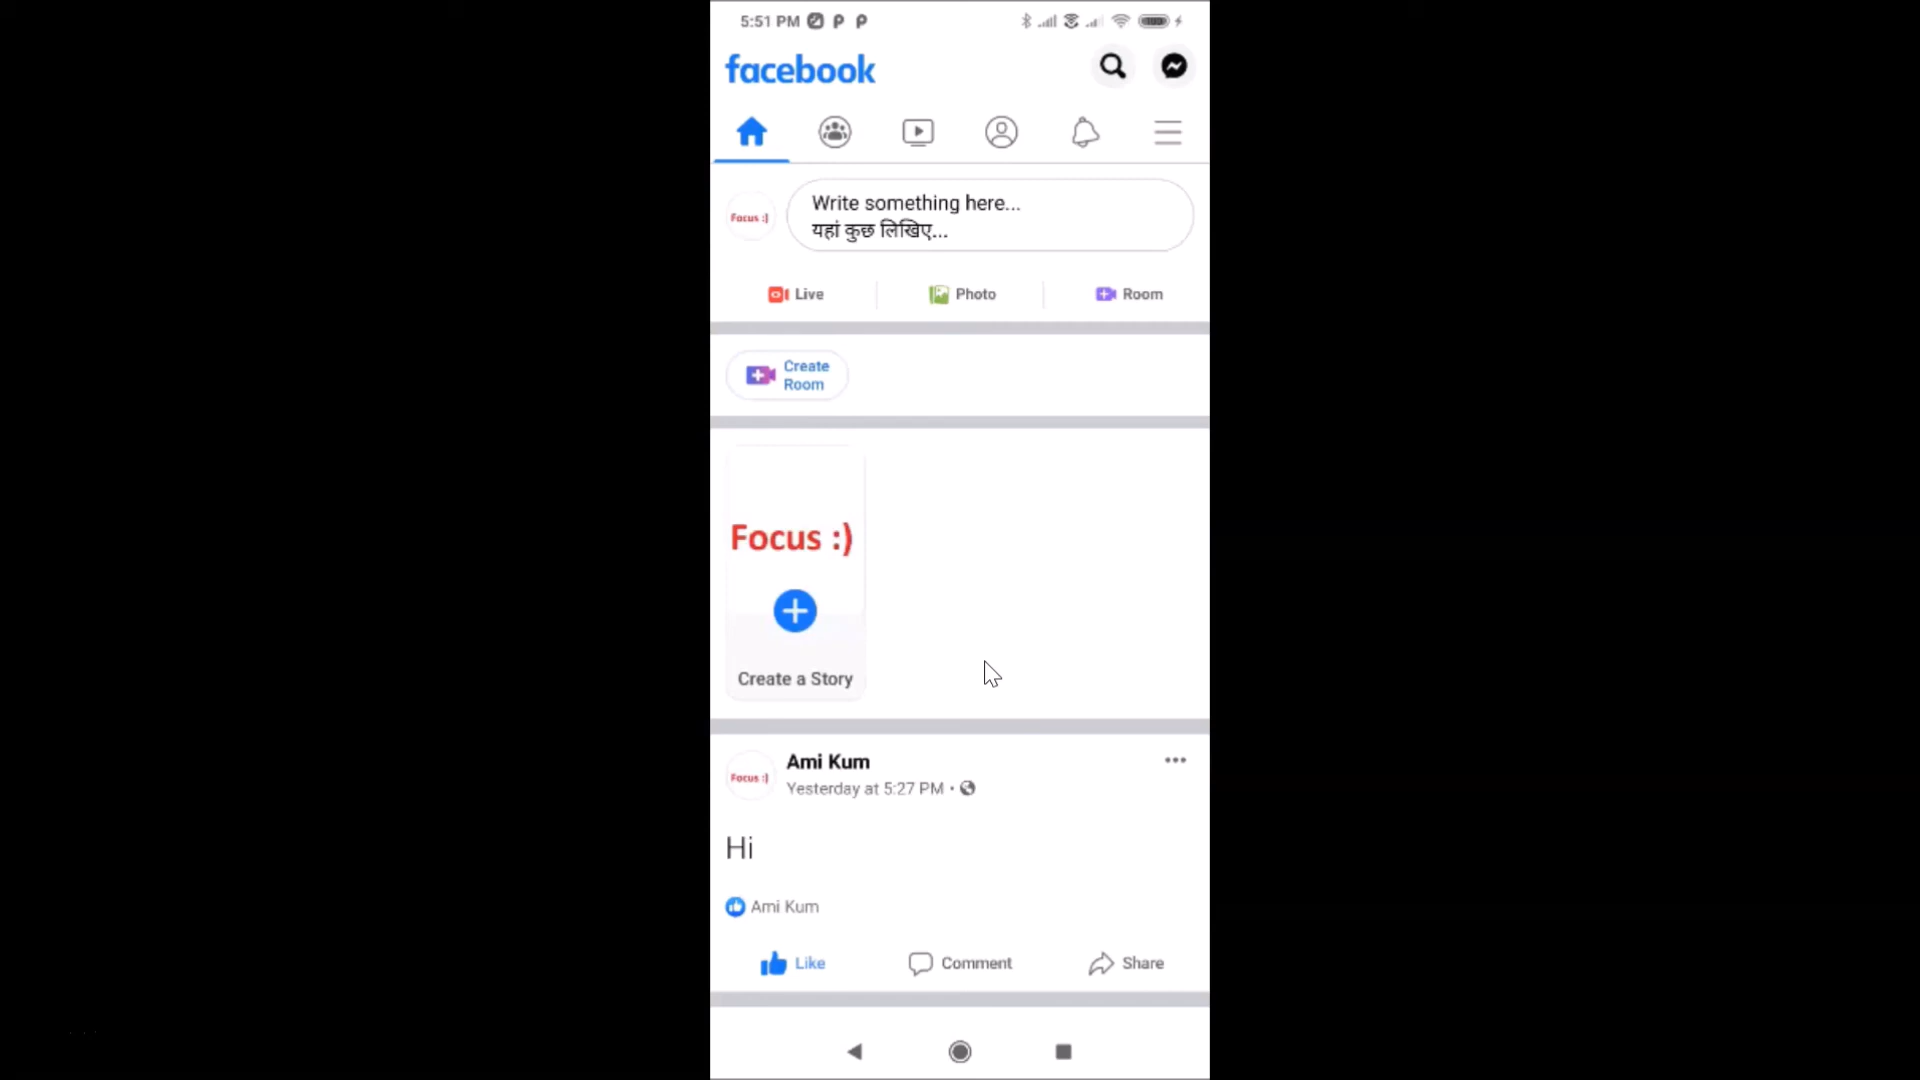 5:51 PM
facebook
Focus :)
Write something here...
यहां कुछ लिखिए...
Live
Photo
Room
Create
Room
Focus :)
Create a Story
Focus :)
Ami Kum
Yesterday at 5:27 PM •
Hi
Ami Kum
Like
Comment
Share